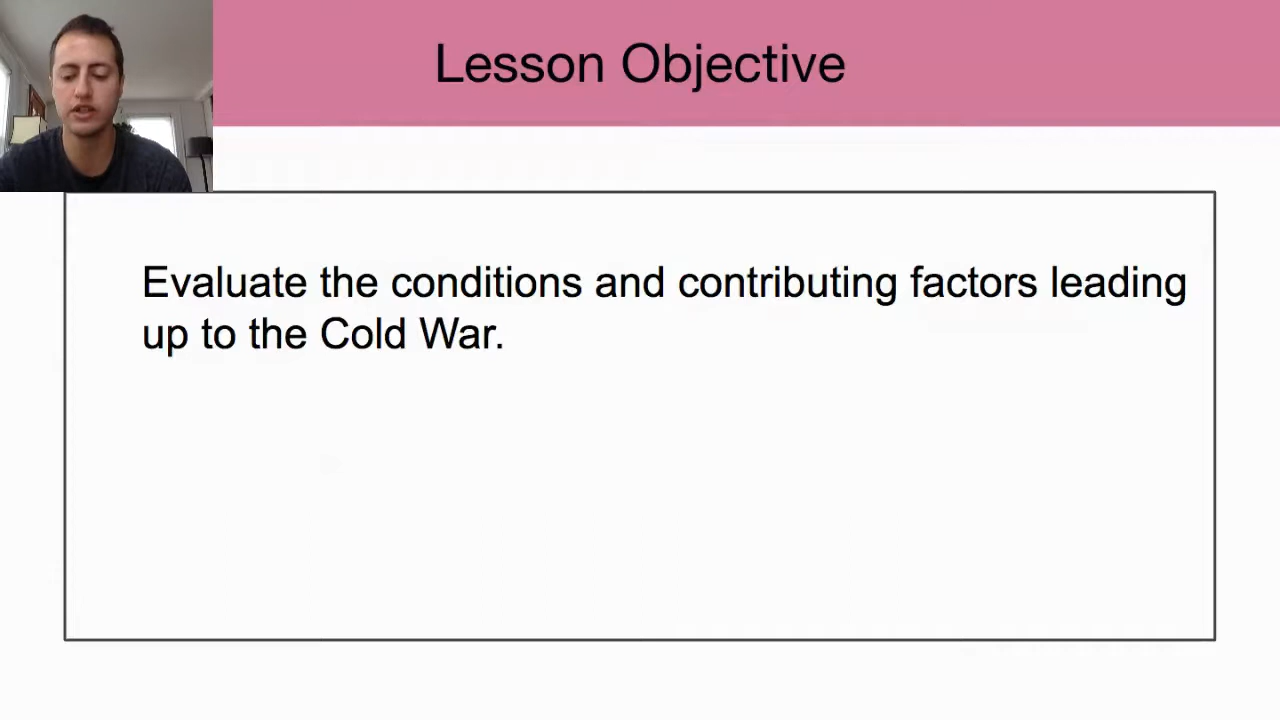 Lesson Objective
Evaluate the conditions and contributing factors leading
up to the Cold War.